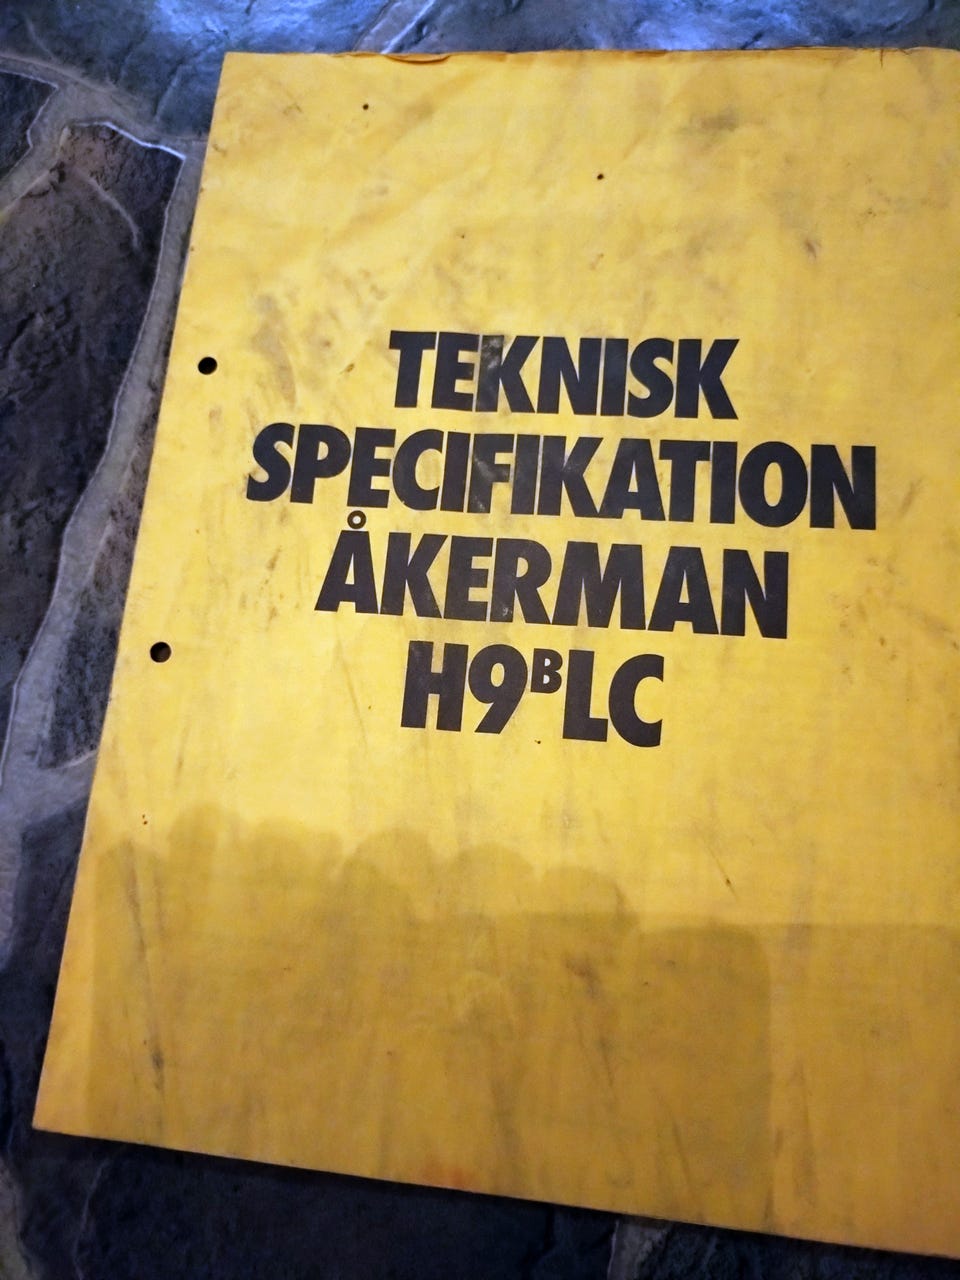 TEKNISK
SPECIFIKATION
ÅKERMAN
H9ᴮLC